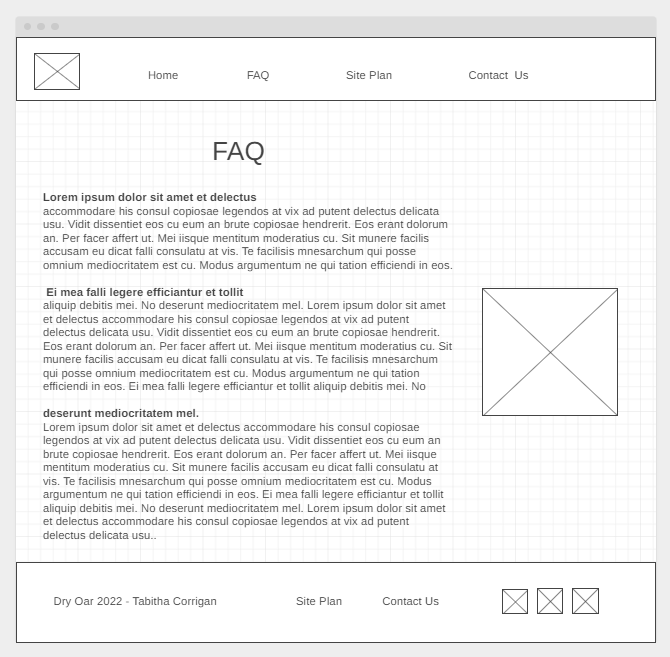 Home FAQ Site Plan Contact  Us
FAQ
Lorem ipsum dolor sit amet et delectus
accommodare his consul copiosae legendos at vix ad putent delectus delicata
usu. Vidit dissentiet eos cu eum an brute copiosae hendrerit. Eos erant dolorum
an. Per facer affert ut. Mei iisque mentitum moderatius cu. Sit munere facilis
accusam eu dicat falli consulatu at vis. Te facilisis mnesarchum qui posse
omnium mediocritatem est cu. Modus argumentum ne qui tation efficiendi in eos.
Ei mea falli legere efficiantur et tollit
aliquip debitis mei. No deserunt mediocritatem mel. Lorem ipsum dolor sit amet
et delectus accommodare his consul copiosae legendos at vix ad putent
delectus delicata usu. Vidit dissentiet eos cu eum an brute copiosae hendrerit.
Eos erant dolorum an. Per facer affert ut. Mei iisque mentitum moderatius cu. Sit
munere facilis accusam eu dicat falli consulatu at vis. Te facilisis mnesarchum
qui posse omnium mediocritatem est cu. Modus argumentum ne qui tation
efficiendi in eos. Ei mea falli legere efficiantur et tollit aliquip debitis mei. No
deserunt mediocritatem mel.
Lorem ipsum dolor sit amet et delectus accommodare his consul copiosae
legendos at vix ad putent delectus delicata usu. Vidit dissentiet eos cu eum an
brute copiosae hendrerit. Eos erant dolorum an. Per facer affert ut. Mei iisque
mentitum moderatius cu. Sit munere facilis accusam eu dicat falli consulatu at
vis. Te facilisis mnesarchum qui posse omnium mediocritatem est cu. Modus
argumentum ne qui tation efficiendi in eos. Ei mea falli legere efficiantur et tollit
aliquip debitis mei. No deserunt mediocritatem mel. Lorem ipsum dolor sit amet
et delectus accommodare his consul copiosae legendos at vix ad putent
delectus delicata usu..
Dry Oar 2022 - Tabitha Corrigan Site Plan Contact Us